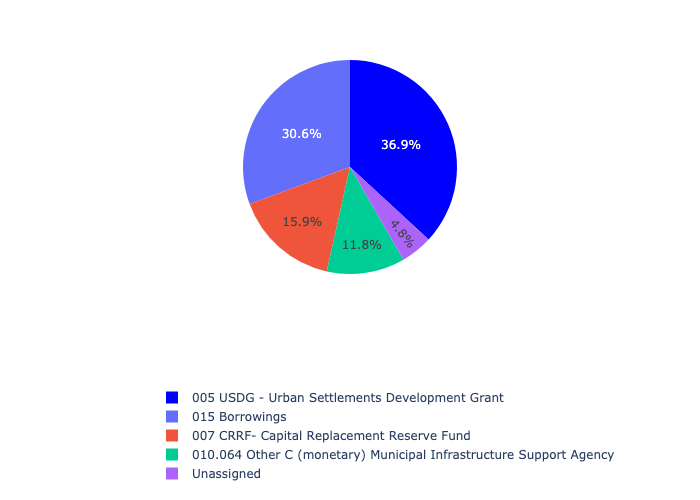 30.6%
36.9%
15.9%
4.8%
11.8%
005 USDG - Urban Settlements Development Grant
015 Borrowings
007 CRRF- Capital Replacement Reserve Fund
010.064 Other C (monetary) Municipal Infrastructure Support Agency
Unassigned